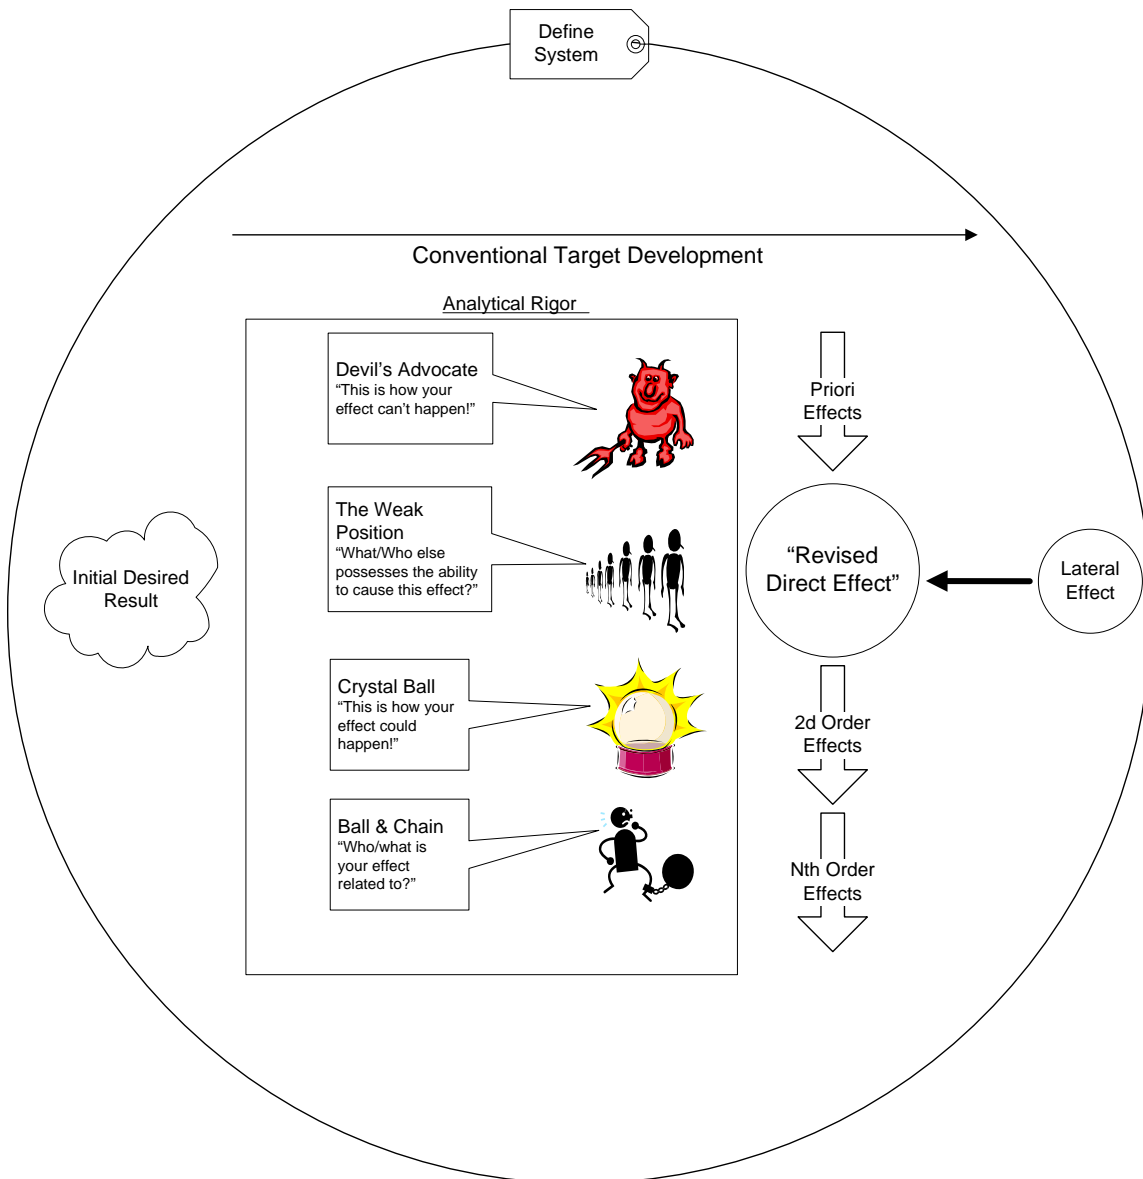 Define
System
Conventional Target Development
Analytical Rigor
Devil’s Advocate
“This is how your
effect can’t happen!”
The Weak
Position
“What/Who else
possesses the ability
to cause this effect?”
Crystal Ball
“This is how your
effect could
happen!”
Ball & Chain
“Who/what is
your effect
related to?”
Initial Desired
Result
Priori
Effects
“Revised
Direct Effect”
Lateral
Effect
2d Order
Effects
Nth Order
Effects